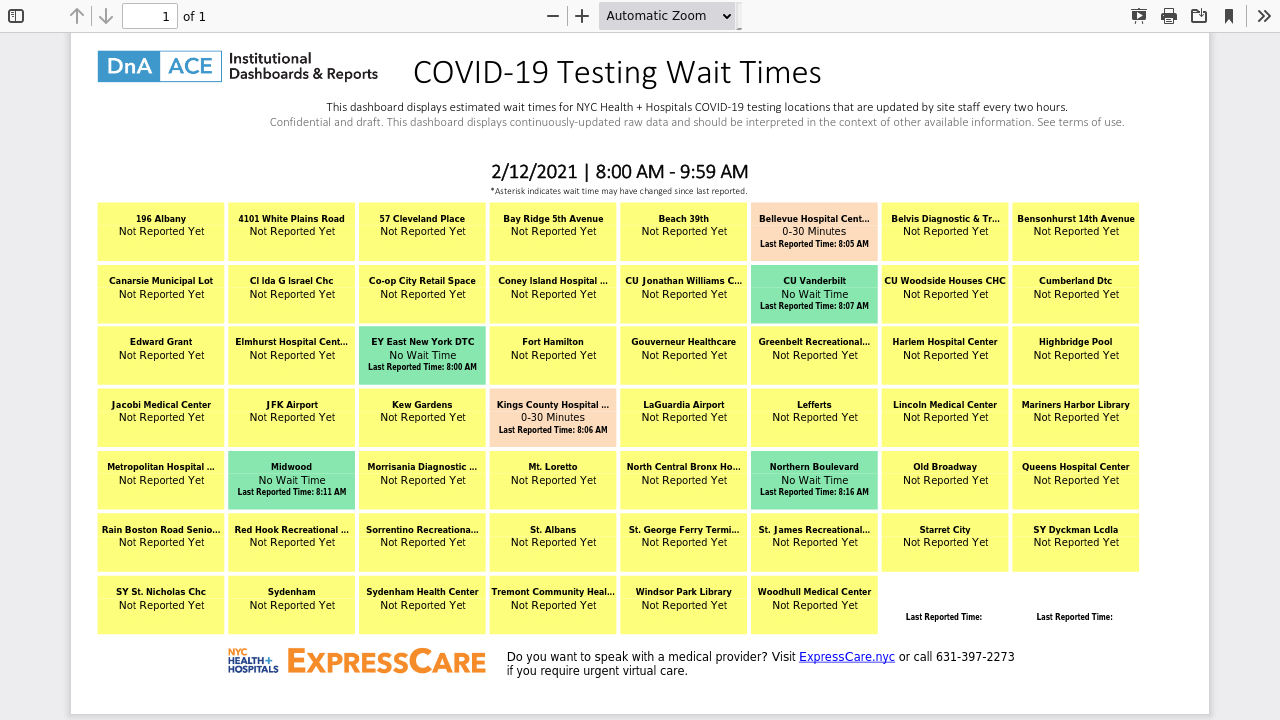 1 of 1 Automatic Zoom
DnA ACE Institutional Dashboards & Reports
COVID-19 Testing Wait Times
This dashboard displays estimated wait times for NYC Health + Hospitals COVID-19 testing locations that are updated by site staff every two hours.
Confidential and draft. This dashboard displays continuously-updated raw data and should be interpreted in the context of other available information. See terms of use.
2/12/2021 | 8:00 AM - 9:59 AM
*Asterisk indicates wait time may have changed since last reported.
196 Albany
Not Reported Yet
4101 White Plains Road
Not Reported Yet
57 Cleveland Place
Not Reported Yet
Bay Ridge 5th Avenue
Not Reported Yet
Beach 39th
Not Reported Yet
Bellevue Hospital Cent...
0-30 Minutes
Last Reported Time: 8:05 AM
Belvis Diagnostic & Tr...
Not Reported Yet
Bensonhurst 14th Avenue
Not Reported Yet
Canarsie Municipal Lot
Not Reported Yet
CI Ida G Israel Chc
Not Reported Yet
Co-op City Retail Space
Not Reported Yet
Coney Island Hospital ...
Not Reported Yet
CU Jonathan Williams C...
Not Reported Yet
CU Vanderbilt
No Wait Time
Last Reported Time: 8:07 AM
CU Woodside Houses CHC
Not Reported Yet
Cumberland Dtc
Not Reported Yet
Edward Grant
Not Reported Yet
Elmhurst Hospital Cent...
Not Reported Yet
EY East New York DTC
No Wait Time
Last Reported Time: 8:00 AM
Fort Hamilton
Not Reported Yet
Gouverneur Healthcare
Not Reported Yet
Greenbelt Recreational...
Not Reported Yet
Harlem Hospital Center
Not Reported Yet
Highbridge Pool
Not Reported Yet
Jacobi Medical Center
Not Reported Yet
JFK Airport
Not Reported Yet
Kew Gardens
Not Reported Yet
Kings County Hospital ...
0-30 Minutes
Last Reported Time: 8:06 AM
LaGuardia Airport
Not Reported Yet
Lefferts
Not Reported Yet
Lincoln Medical Center
Not Reported Yet
Mariners Harbor Library
Not Reported Yet
Metropolitan Hospital ...
Not Reported Yet
Midwood
No Wait Time
Last Reported Time: 8:11 AM
Morrisania Diagnostic ...
Not Reported Yet
Mt. Loretto
Not Reported Yet
North Central Bronx Ho...
Not Reported Yet
Northern Boulevard
No Wait Time
Last Reported Time: 8:16 AM
Old Broadway
Not Reported Yet
Queens Hospital Center
Not Reported Yet
Rain Boston Road Senio...
Not Reported Yet
Red Hook Recreational ...
Not Reported Yet
Sorrentino Recreationa...
Not Reported Yet
St. Albans
Not Reported Yet
St. George Ferry Termi...
Not Reported Yet
St. James Recreational...
Not Reported Yet
Starret City
Not Reported Yet
SY Dyckman Lcdla
Not Reported Yet
SY St. Nicholas Chc
Not Reported Yet
Sydenham
Not Reported Yet
Sydenham Health Center
Not Reported Yet
Tremont Community Heal...
Not Reported Yet
Windsor Park Library
Not Reported Yet
Woodhull Medical Center
Not Reported Yet
Last Reported Time:
Last Reported Time:
NYC HEALTH+ HOSPITALS
EXPRESSCARE
Do you want to speak with a medical provider? Visit ExpressCare.nyc or call 631-397-2273
if you require urgent virtual care.